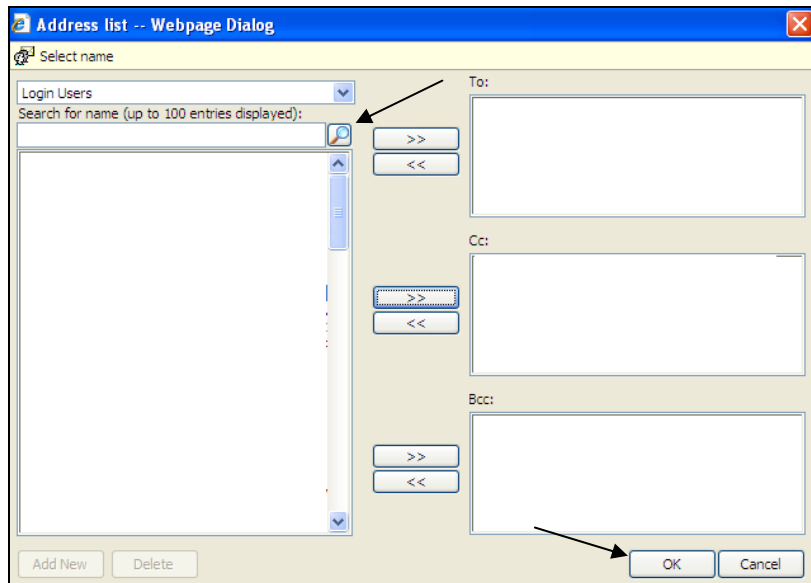 Address list -- Webpage Dialog
Select name
Login Users
Search for name (up to 100 entries displayed):
To:
>>
<<
Cc:
>>
<<
Bcc:
>>
<<
Add New
Delete
OK
Cancel